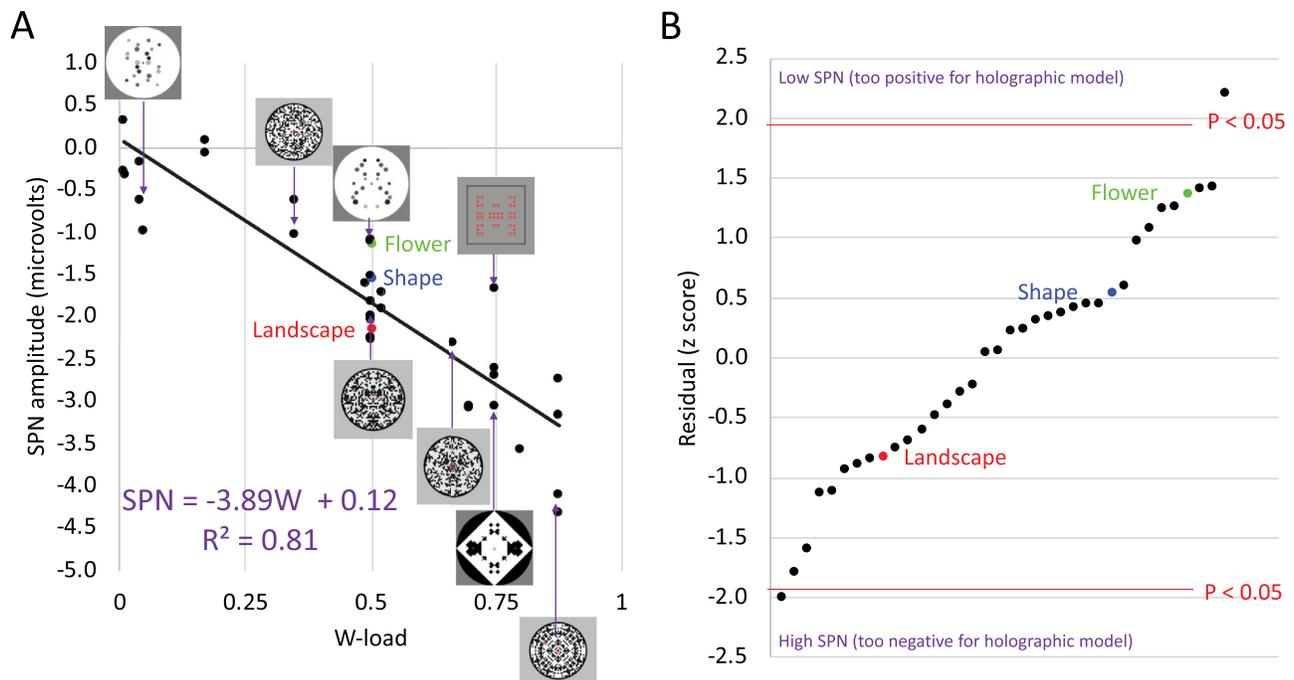 A
B
SPN amplitude (microvolts)
1.0
0.5
0.0
-0.5
-1.0
-1.5
-2.0
-2.5
-3.0
-3.5
-4.0
-4.5
-5.0
Flower
Shape
Landscape
SPN = -3.89W + 0.12
R² = 0.81
0 0.25 0.5 0.75 1
W-load
Residual (z score)
2.5
2.0
1.5
1.0
0.5
0.0
-0.5
-1.0
-1.5
-2.0
-2.5
Low SPN (too positive for holographic model)
P < 0.05
Flower
Shape
Landscape
P < 0.05
High SPN (too negative for holographic model)